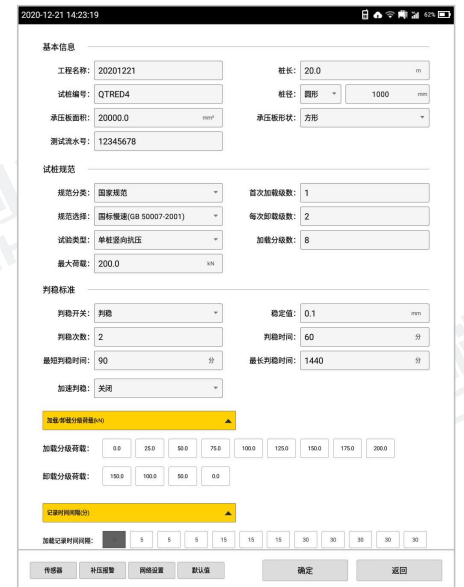 2020-12-21 14:23:19 62%
基本信息
工程名称: 20201221 桩长: 20.0 m
试桩编号: QTRED4 桩径: 圆形 1000 mm
承压板面积: 20000.0 mm² 承压板形状: 方形
测试流水号: 12345678
试桩规范
规范分类: 国家规范 首次加载级数: 1
规范选择: 国标慢速(GB 50007-2001) 每次卸载级数: 2
试验类型: 单桩竖向抗压 加载分级数: 8
最大荷载: 200.0 kN
判稳标准
判稳开关: 判稳 稳定值: 0.1 mm
判稳次数: 2 判稳时间: 60 分
最短判稳时间: 90 分 最长判稳时间: 1440 分
加速判稳: 关闭
加载/卸载分级荷载(kN)
加载分级荷载: 0.0 25.0 50.0 75.0 100.0 125.0 150.0 175.0 200.0
卸载分级荷载: 150.0 100.0 50.0 0.0
记录时间间隔(分)
加载记录时间间隔: 5 5 5 15 15 15 30 30 30 30 30
传感器 补压报警 网络设置 默认值 确定 返回